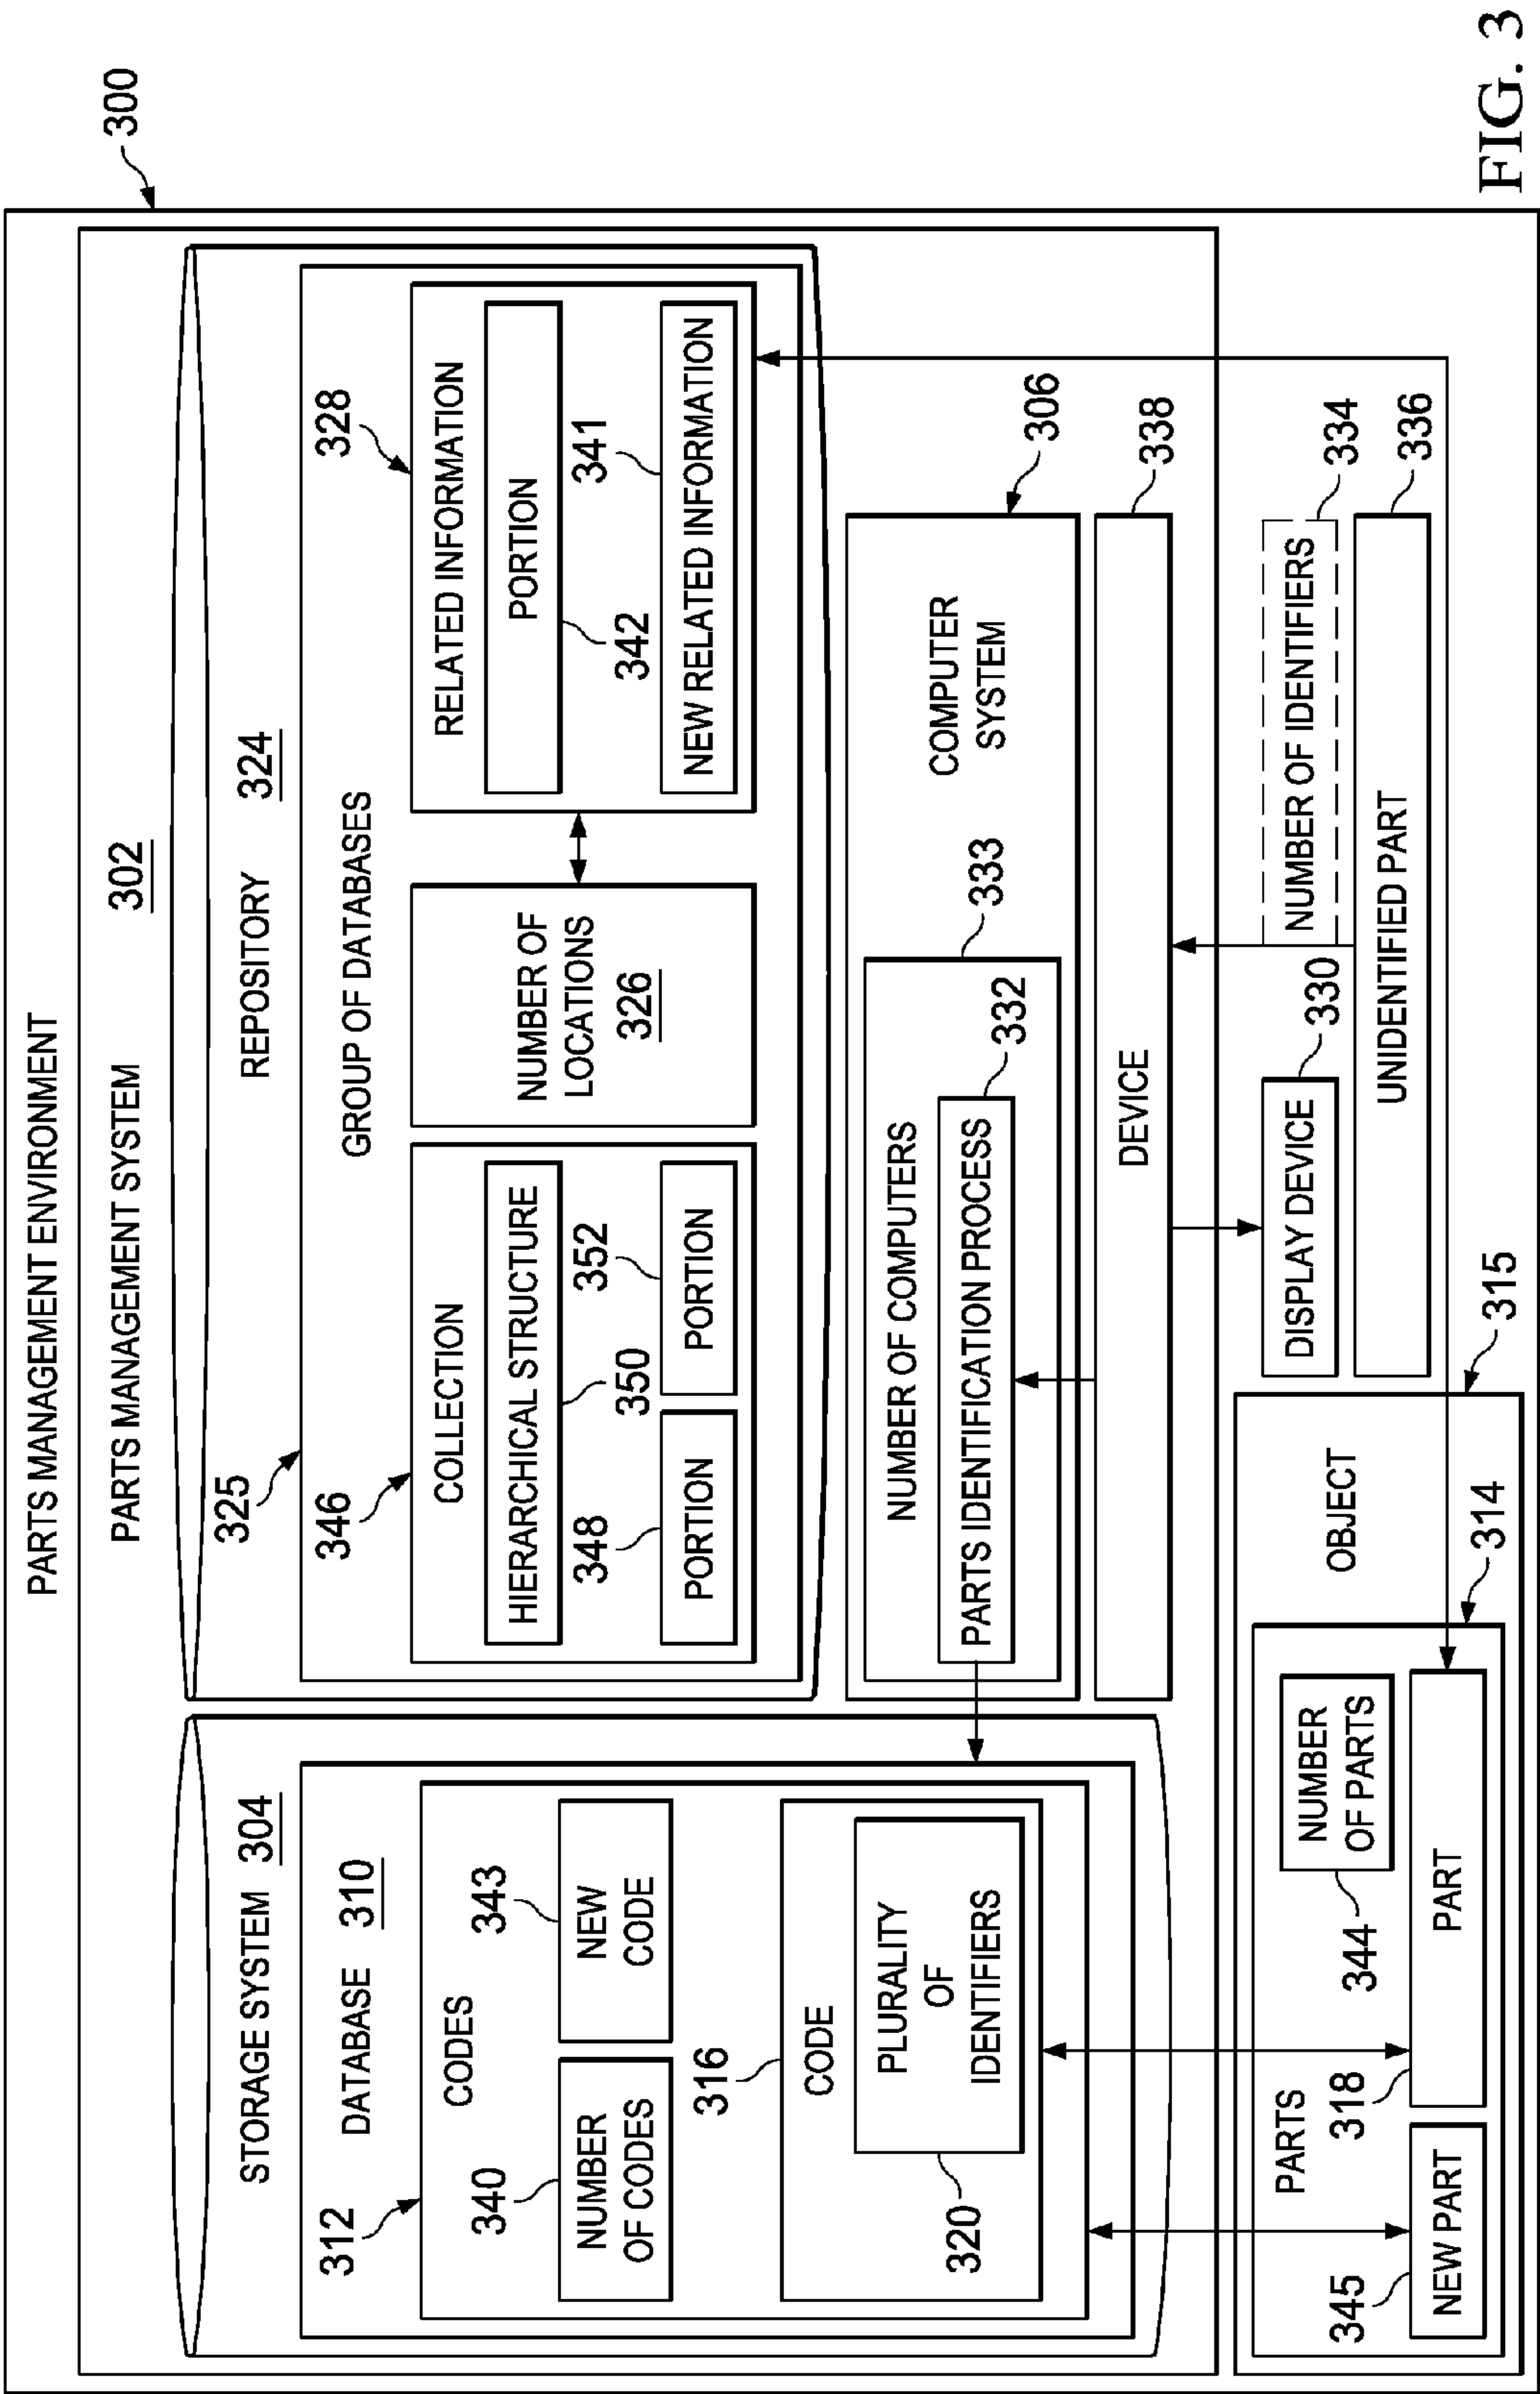 PARTS MANAGEMENT ENVIRONMENT
300
PARTS MANAGEMENT SYSTEM
302
STORAGE SYSTEM 304
DATABASE 310
312
CODES
340
NUMBER
OF CODES
343
NEW
CODE
316
CODE
PLURALITY
OF
IDENTIFIERS
320
325
REPOSITORY 324
GROUP OF DATABASES
346
COLLECTION
HIERARCHICAL STRUCTURE
350
348
PORTION
352
PORTION
NUMBER OF
LOCATIONS
326
328
RELATED INFORMATION
PORTION
342
341
NEW RELATED INFORMATION
COMPUTER
SYSTEM
306
NUMBER OF COMPUTERS
333
PARTS IDENTIFICATION PROCESS
332
DEVICE
338
DISPLAY DEVICE
330
NUMBER OF IDENTIFIERS
334
UNIDENTIFIED PART
336
OBJECT
315
PARTS
314
345
NEW PART
318
PART
344
NUMBER
OF PARTS
FIG. 3